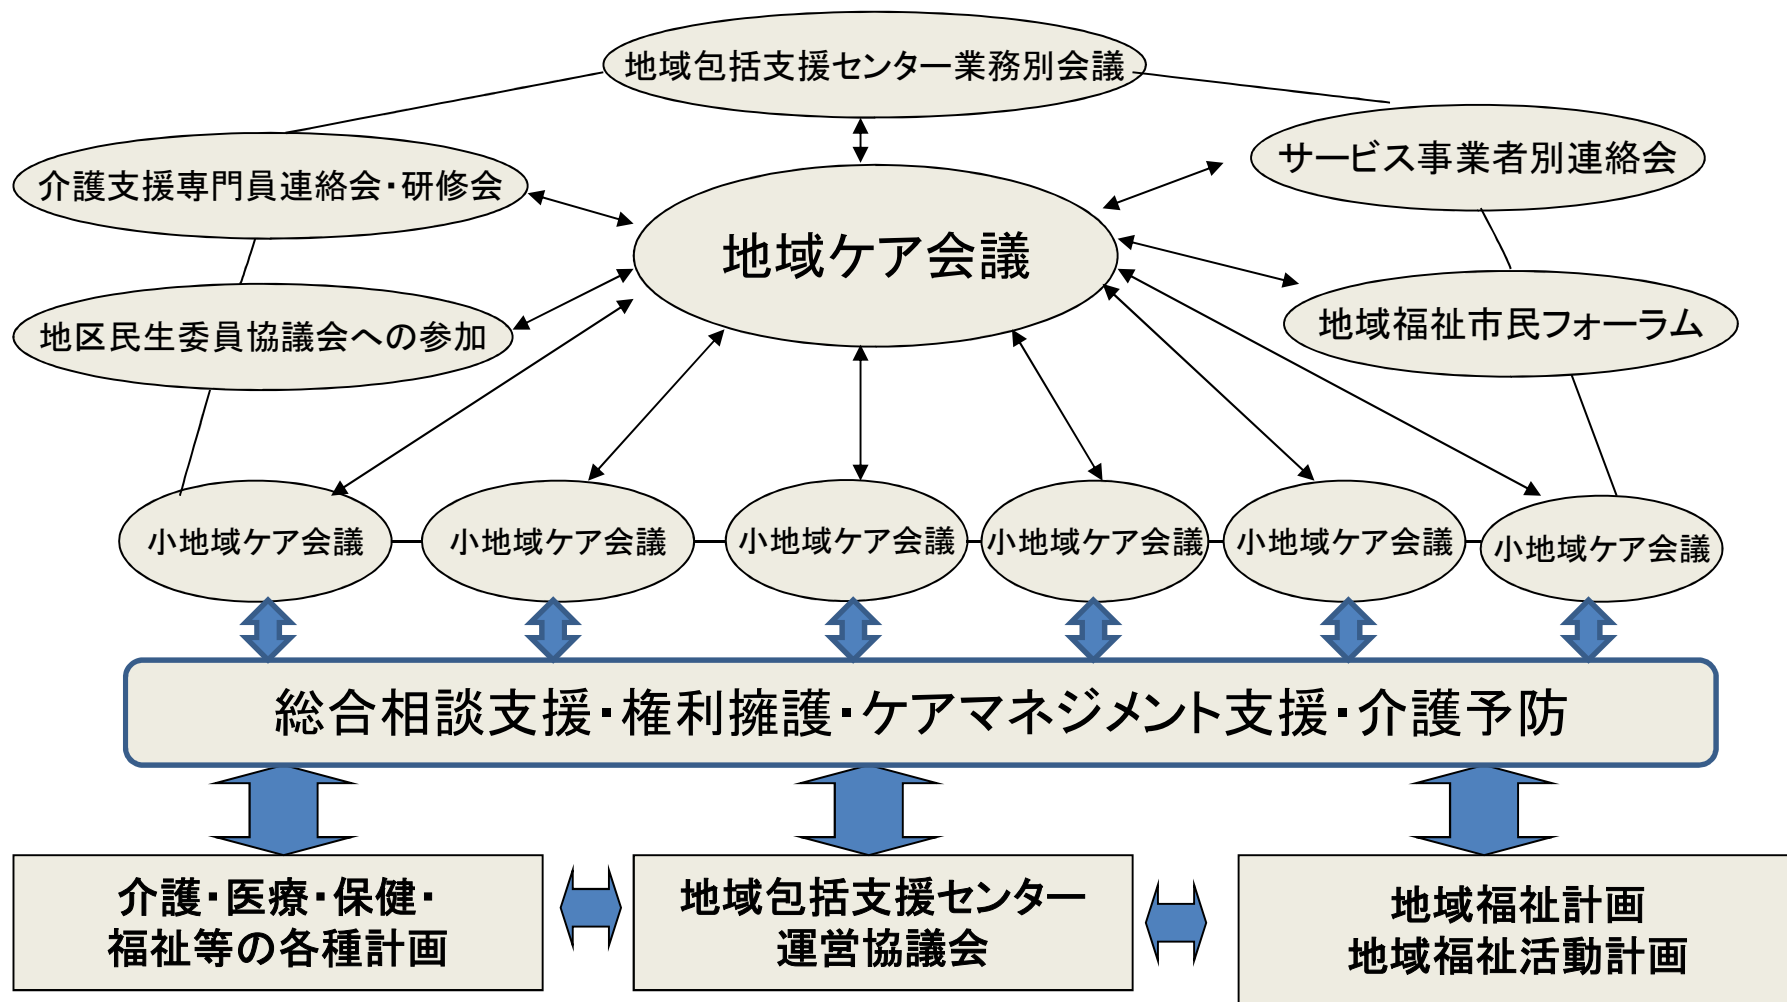 地域包括支援センター業務別会議
サービス事業者別連絡会
介護支援専門員連絡会・研修会
地域ケア会議
地区民生委員協議会への参加
地域福祉市民フォーラム
小地域ケア会議
小地域ケア会議
小地域ケア会議
小地域ケア会議
小地域ケア会議
小地域ケア会議
総合相談支援・権利擁護・ケアマネジメント支援・介護予防
介護・医療・保健・
福祉等の各種計画
地域包括支援センター
運営協議会
地域福祉計画
地域福祉活動計画